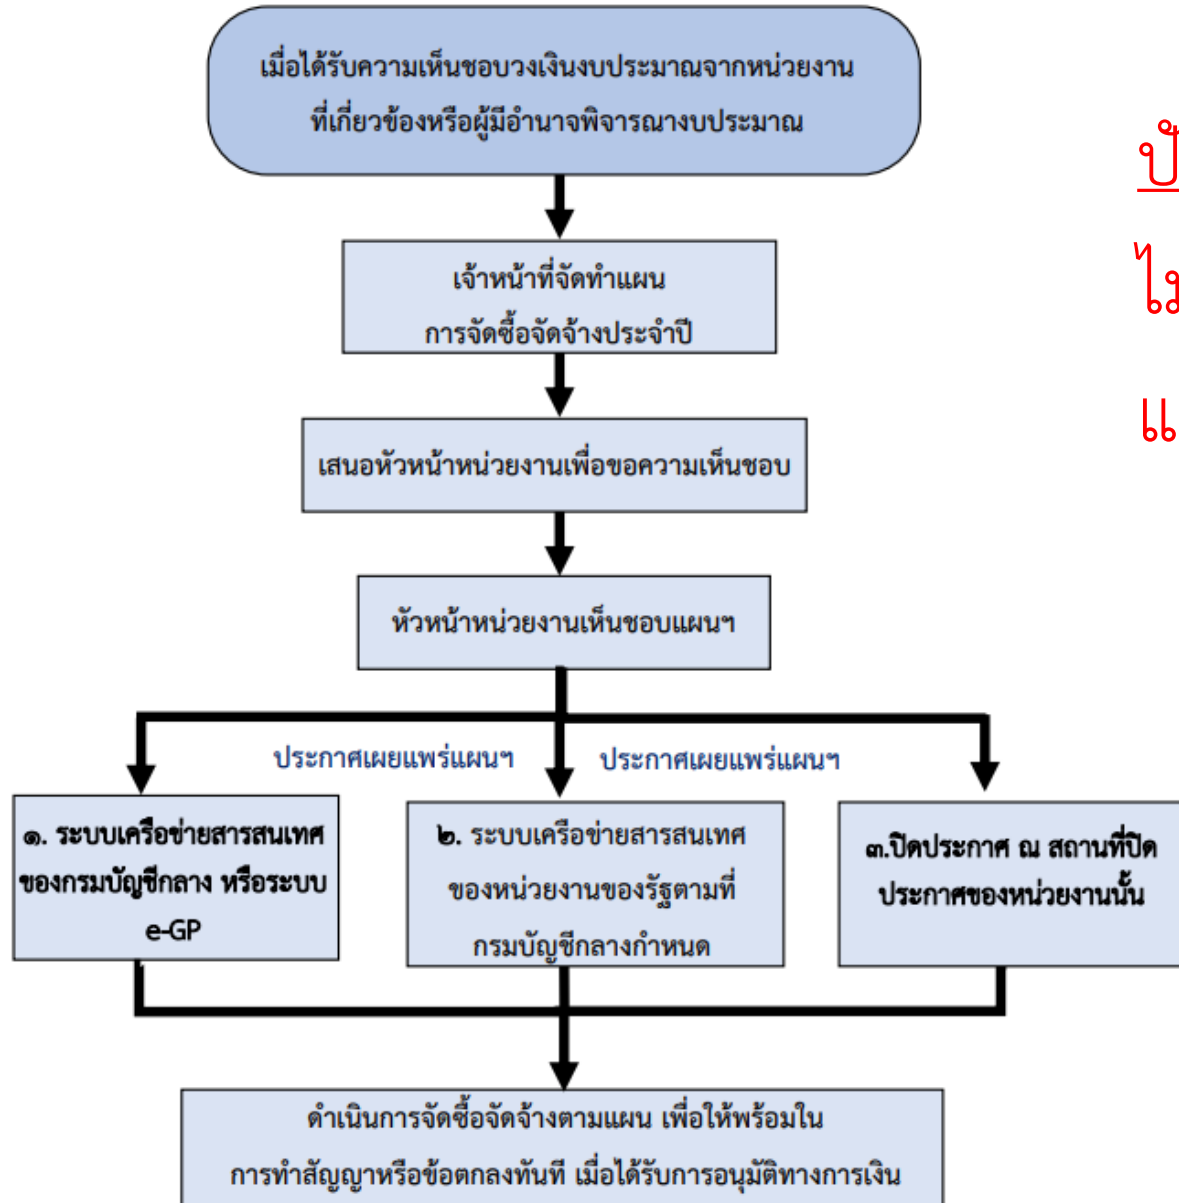 เมื่อได้รับความเห็นชอบวงเงินงบประมาณจากหน่วยงาน
ที่เกี่ยวข้องหรือผู้มีอำนาจพิจารณางบประมาณ
เจ้าหน้าที่จัดทำแผน
การจัดซื้อจัดจ้างประจำปี
เสนอหัวหน้าหน่วยงานเพื่อขอความเห็นชอบ
หัวหน้าหน่วยงานเห็นชอบแผนฯ
ประกาศเผยแพร่แผนฯ
ประกาศเผยแพร่แผนฯ
๑. ระบบเครือข่ายสารสนเทศ
ของกรมบัญชีกลาง หรือระบบ
e-GP
๒. ระบบเครือข่ายสารสนเทศ
ของหน่วยงานของรัฐตามที่
กรมบัญชีกลางกำหนด
๓.ปิดประกาศ ณ สถานที่ปิด
ประกาศของหน่วยงานนั้น
ดำเนินการจัดซื้อจัดจ้างตามแผน เพื่อให้พร้อมใน
การทำสัญญาหรือข้อตกลงทันที เมื่อได้รับการอนุมัติทางการเงิน